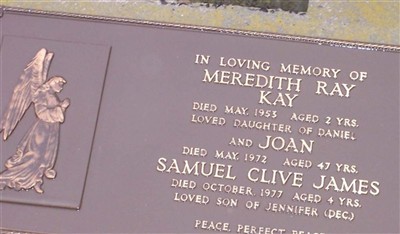 IN LOVING MEMORY OF
MEREDITH RAY
KAY
DIED MAY, 1953 AGED 2 YRS.
LOVED DAUGHTER OF DANIEL
AND JOAN
DIED MAY, 1972 AGED 47 YRS.
SAMUEL CLIVE JAMES
DIED OCTOBER, 1977 AGED 4 YRS.
LOVED SON OF JENNIFER (DEC.)
PEACE, PERFECT